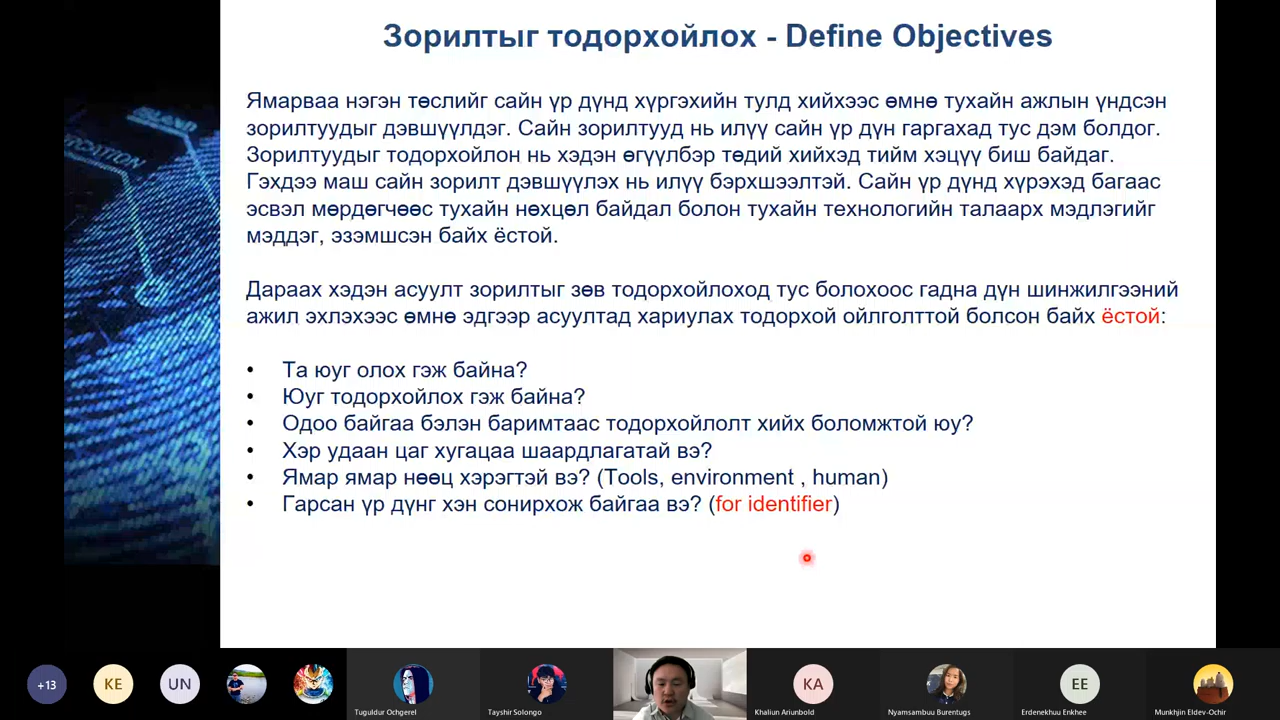 Зорилтыг тодорхойлох - Define Objectives
Ямарваа нэгэн төслийг сайн үр дүнд хүргэхийн тулд хийхээс өмнө тухайн ажлын үндсэн
зорилтуудыг дэвшүүлдэг. Сайн зорилтууд нь илүү сайн үр дүн гаргахад тус дэм болдог.
Зорилтуудыг тодорхойлон нь хэдэн өгүүлбэр төдий хийхэд тийм хэцүү биш байдаг.
Гэхдээ маш сайн зорилт дэвшүүлэх нь илүү бэрхшээлтэй. Сайн үр дүнд хүрэхэд багаас
эсвэл мөрдөгчөөс тухайн нөхцөл байдал болон тухайн технологийн талаарх мэдлэгийг
мэддэг, эзэмшсэн байх ёстой.
Дараах хэдэн асуулт зорилтыг зөв тодорхойлоход тус болохоос гадна дүн шинжилгээний
ажил эхлэхээс өмнө эдгээр асуултад хариулах тодорхой ойлголттой болсон байх ёстой:
• Та юуг олох гэж байна?
• Юуг тодорхойлох гэж байна?
• Одоо байгаа бэлэн баримтаас тодорхойлолт хийх боломжтой юу?
• Хэр удаан цаг хугацаа шаардлагатай вэ?
• Ямар ямар нөөц хэрэгтэй вэ? (Tools, environment , human)
• Гарсан үр дүнг хэн сонирхож байгаа вэ? (for identifier)
+13
KE
UN
KA
EE
Tuguldur Ochgerel
Tayshir Solongo
Khaliun Ariunbold
Nyamsambuu Burentugs
Erdenekhuu Enkhee
Munkhjin Eldev-Ochir